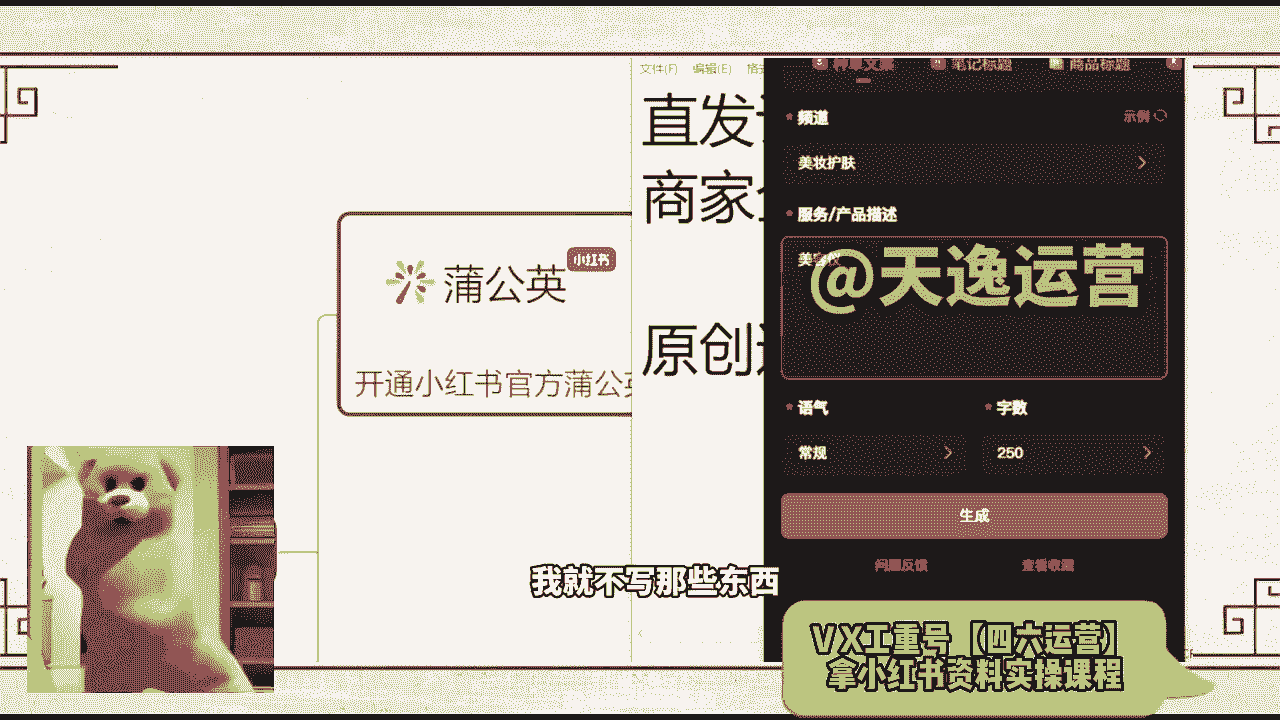 文件(F) 编辑(E)
种草文案 笔记标题 商品标题
直发
商家
原创
小红书
蒲公英
开通小红书官方蒲公英
* 频道
示例
美妆护肤
* 服务/产品描述
美容仪
@天逸运营
* 语气
* 字数
常规
250
生成
问题反馈
查看收藏
我就不写那些东西
VX工重号【四六运营】
拿小红书资料实操课程